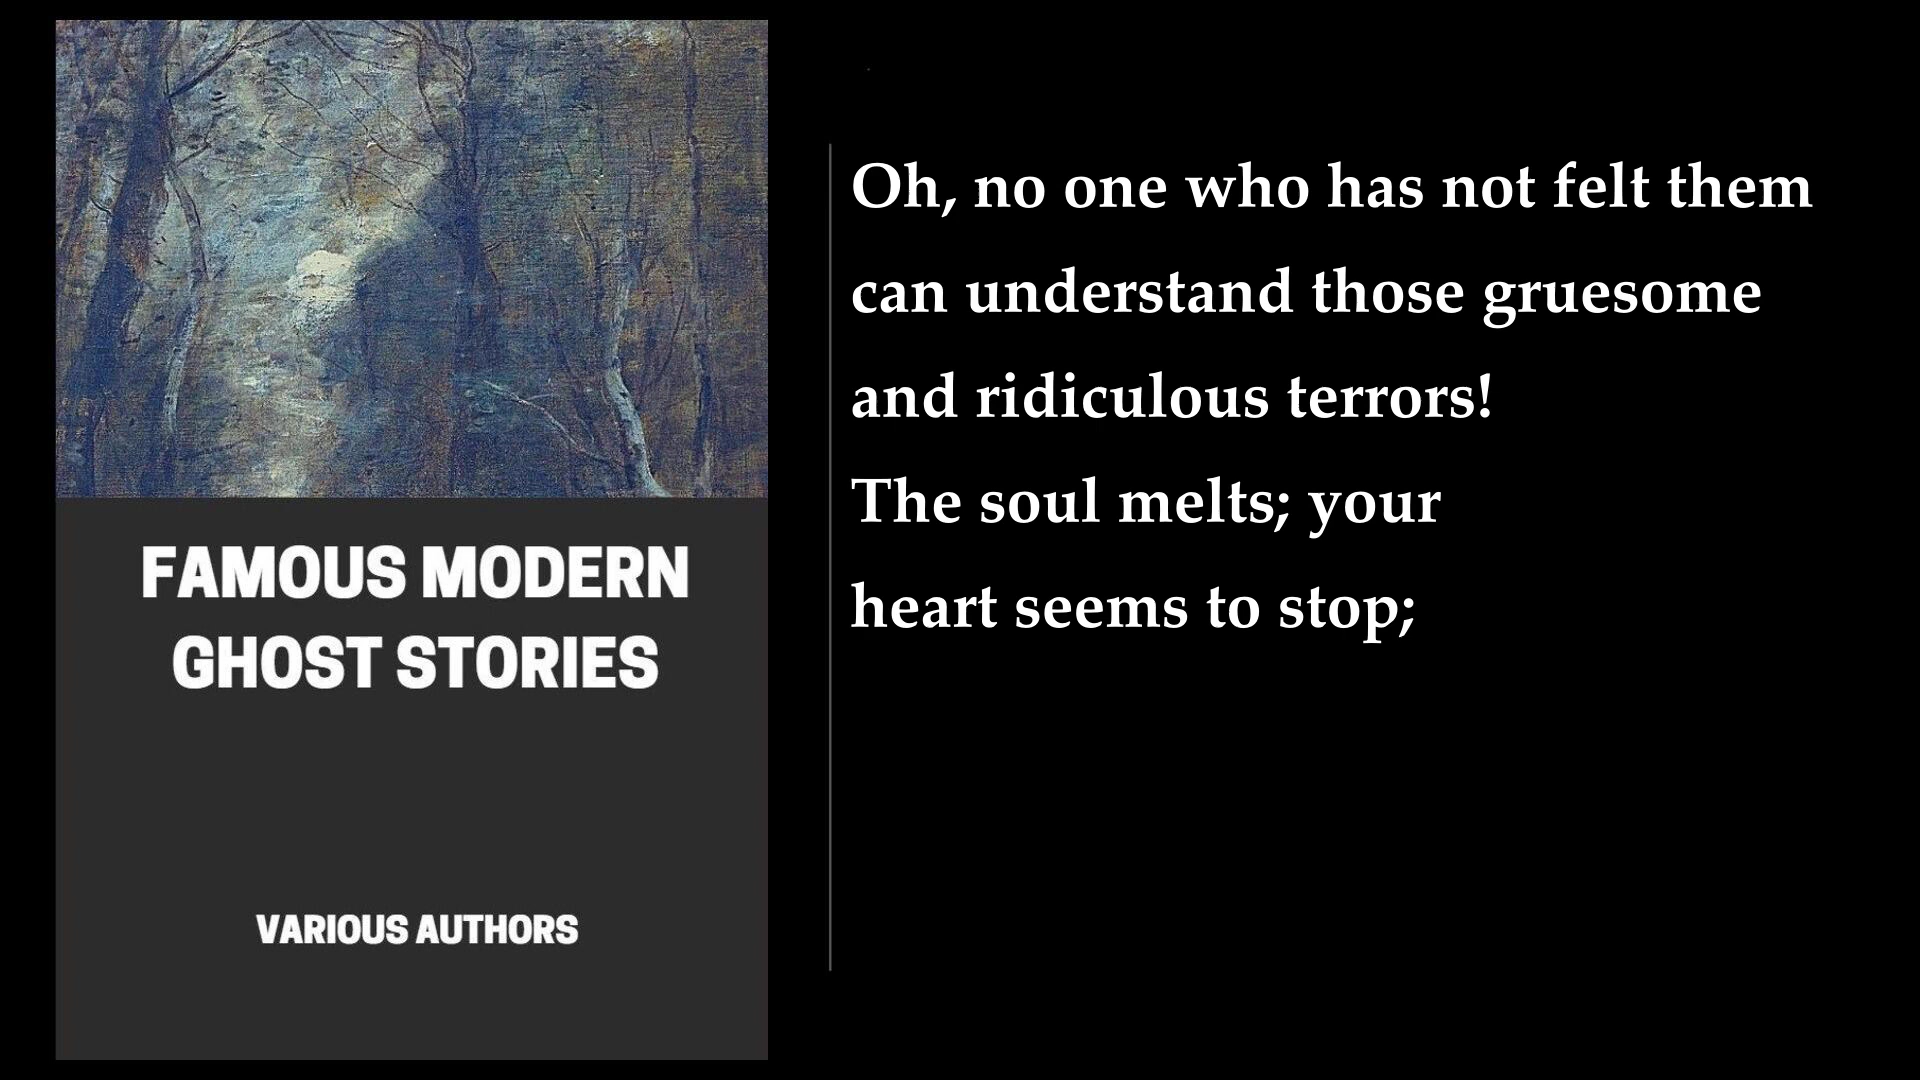 FAMOUS MODERN
GHOST STORIES
VARIOUS AUTHORS
Oh, no one who has not felt them
can understand those gruesome
and ridiculous terrors!
The soul melts; your
heart seems to stop;